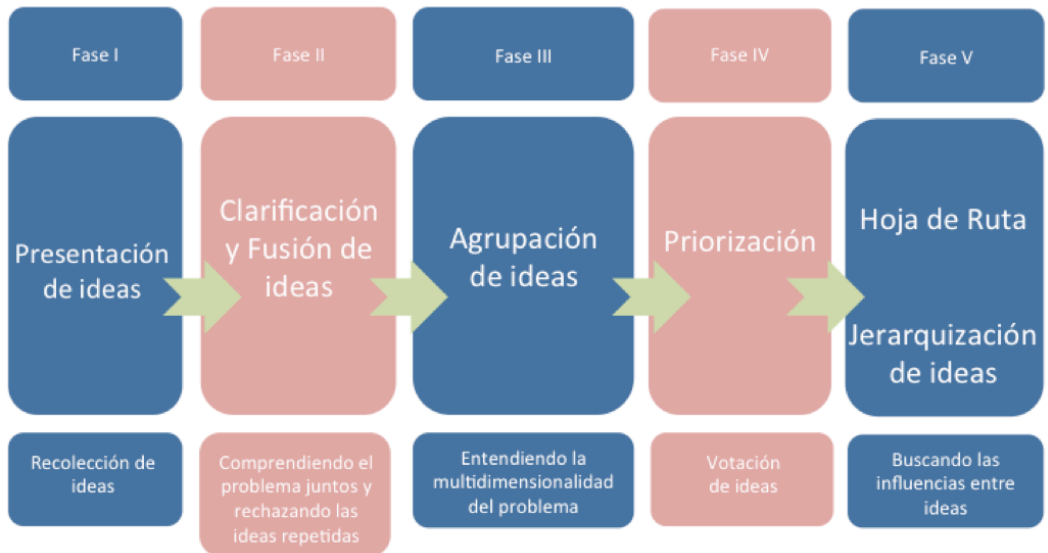 Fase I
Fase II
Fase III
Fase IV
Fase V
Presentación
de ideas
Clarificación
y Fusión de
ideas
Agrupación
de ideas
Priorización
Hoja de Ruta
Jerarquización
de ideas
Recolección de
ideas
Comprendiendo el
problema juntos y
rechazando las
ideas repetidas
Entendiendo la
multidimensionalidad
del problema
Votación
de ideas
Buscando las
influencias entre
ideas